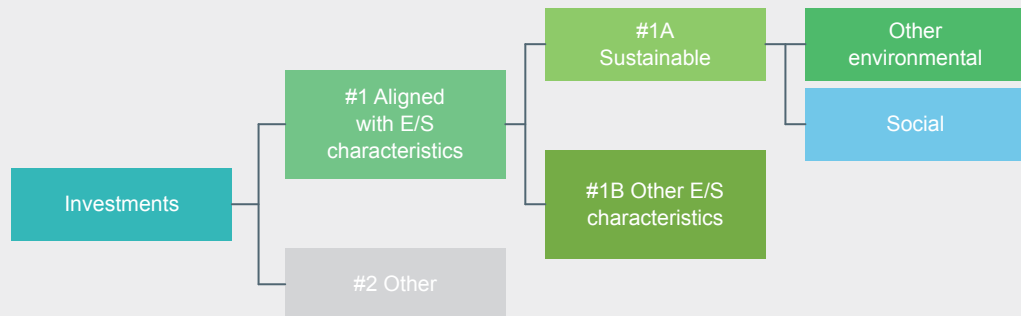 #1A
Sustainable
Other
environmental
#1 Aligned
with E/S
characteristics
Social
#1B Other E/S
characteristics
Investments
#2 Other